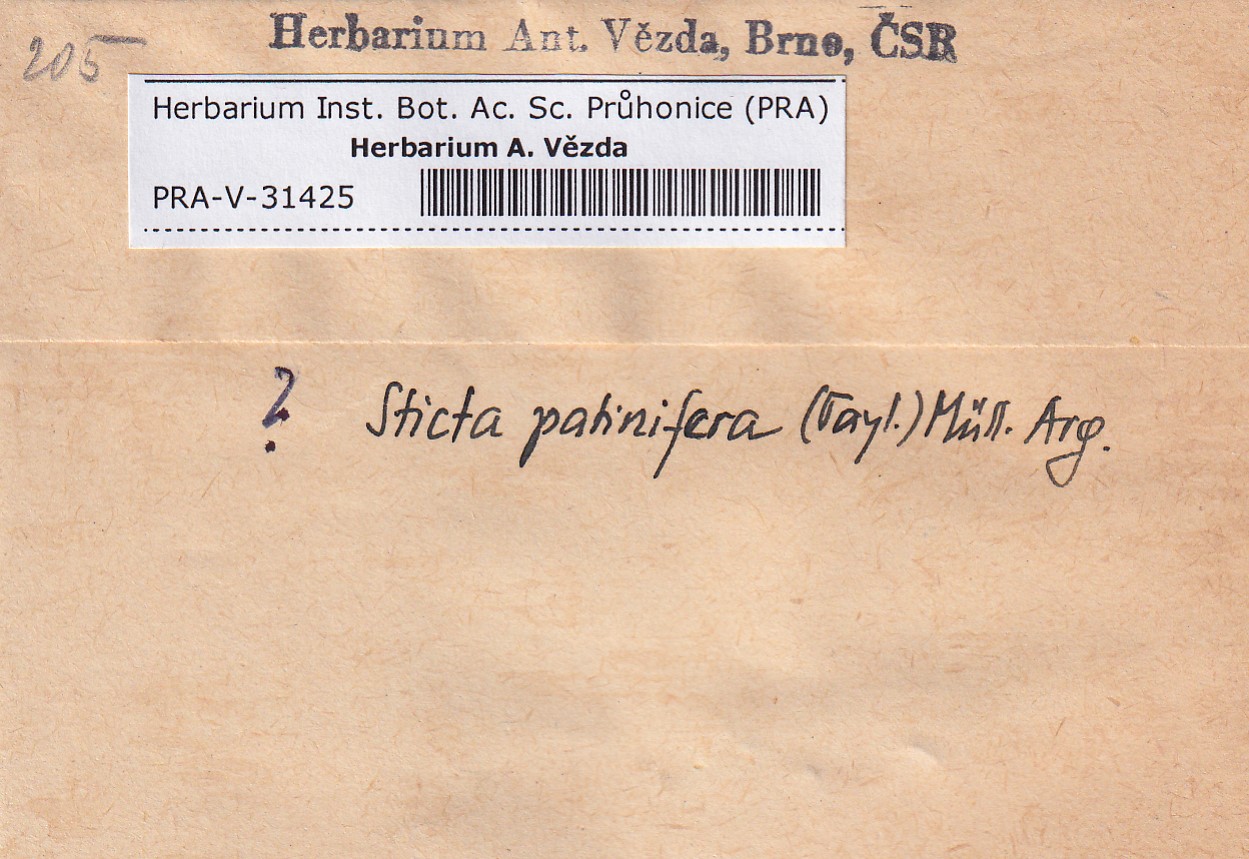 205
Herbarium Ant. Vězda, Brno, ČSR
Herbarium Inst. Bot. Ac. Sc. Průhonice (PRA)
Herbarium A. Vězda
PRA-V-31425
? Sticta patinifera (Tayl.) Müll. Arg.